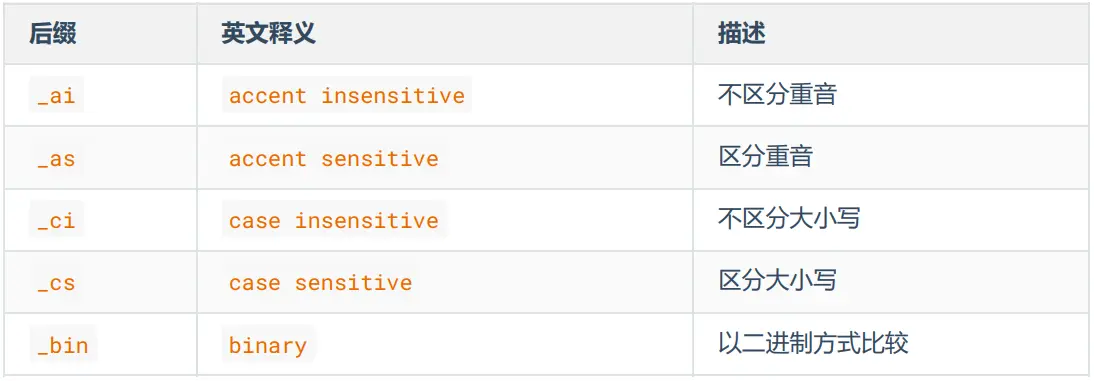 后缀 英文释义 描述
_ai accent insensitive 不区分重音
_as accent sensitive 区分重音
_ci case insensitive 不区分大小写
_cs case sensitive 区分大小写
_bin binary 以二进制方式比较